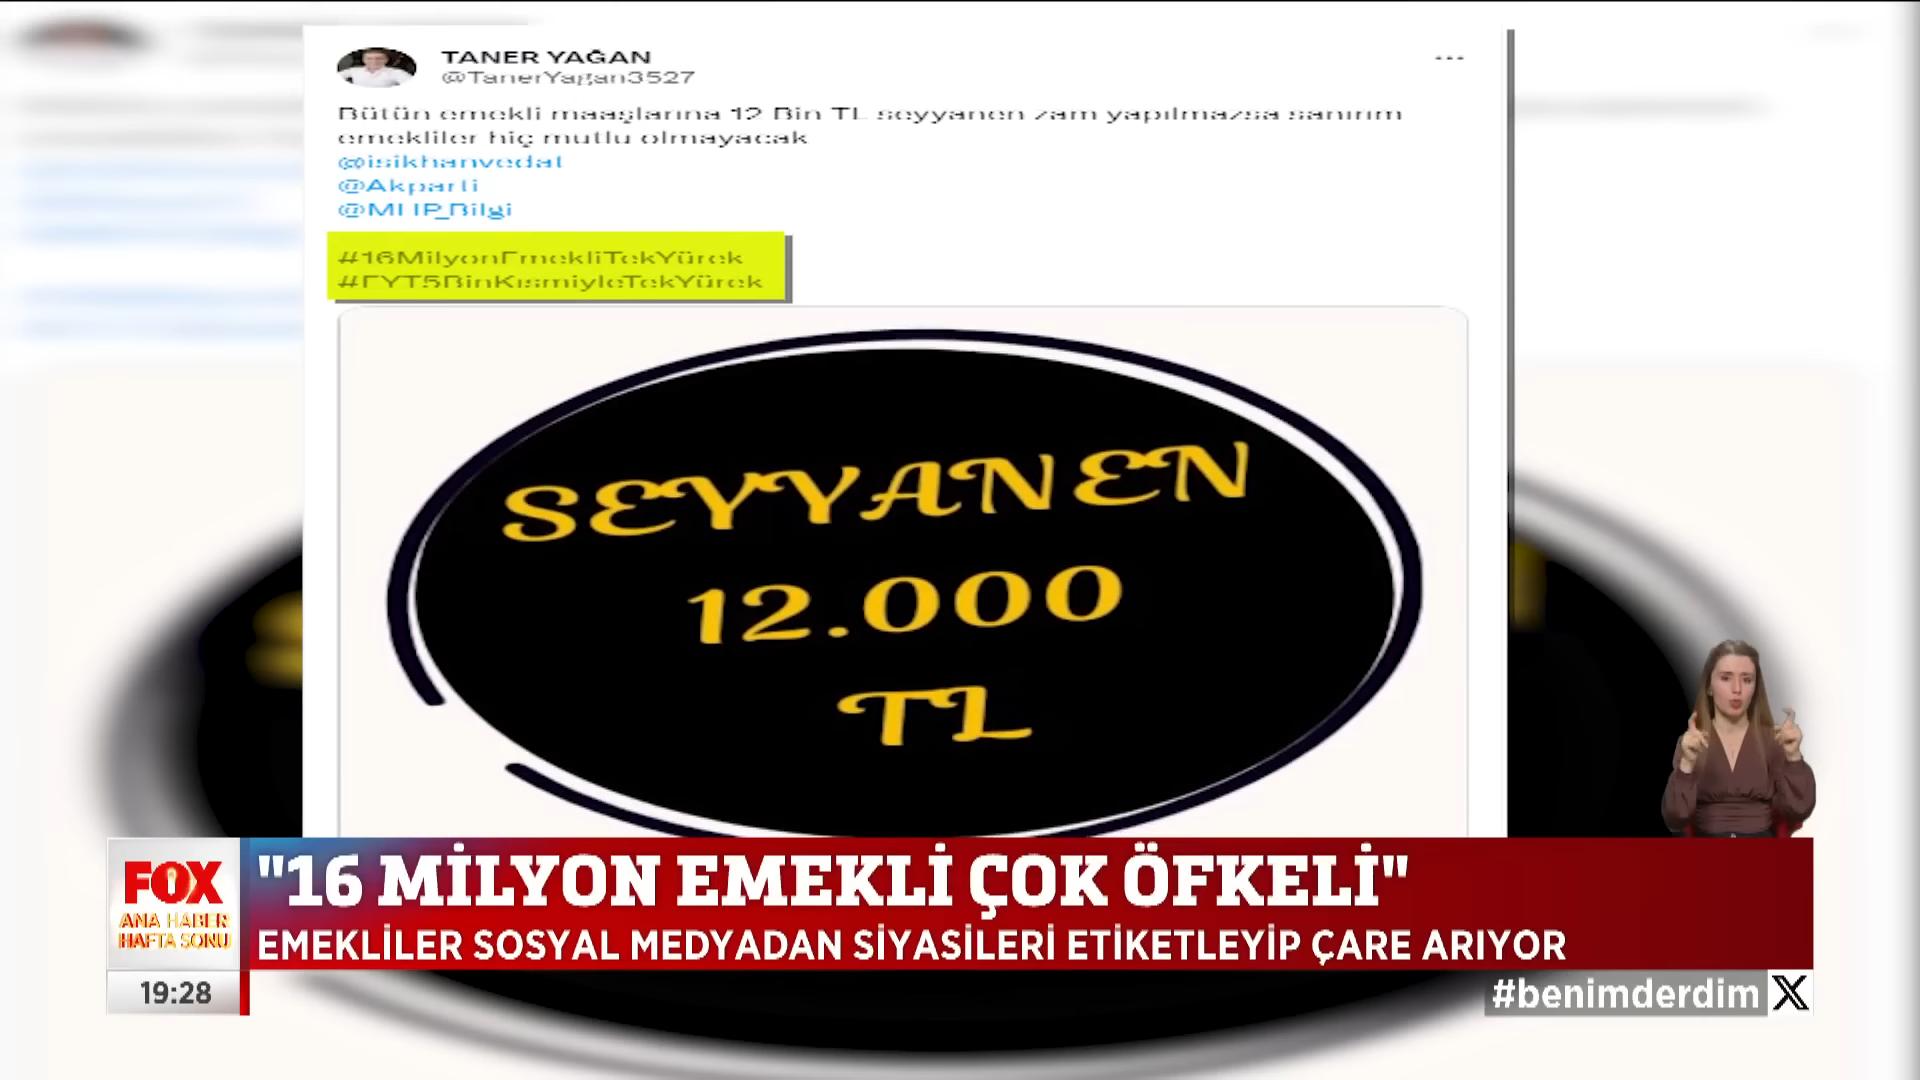 TANER YAĞAN
@TanerYagan3527
Bütün emekli maaşlarına 12 Bin TL seyyanen zam yapılmazsa sanırım
emekliler hiç mutlu olmayacak
@isikhanvedat
@Akparti
@MHP_Bilgi
#16MilyonEmekliTekYürek
#EYT5BinKısmiyleTekYürek
SEYYANEN
12.000
TL
FOX
ANA HABER
HAFTA SONU
"16 MİLYON EMEKLİ ÇOK ÖFKELİ"
EMEKLİLER SOSYAL MEDYADAN SİYASİLERİ ETİKETLEYİP ÇARE ARIYOR
19:28
#benimderdim X